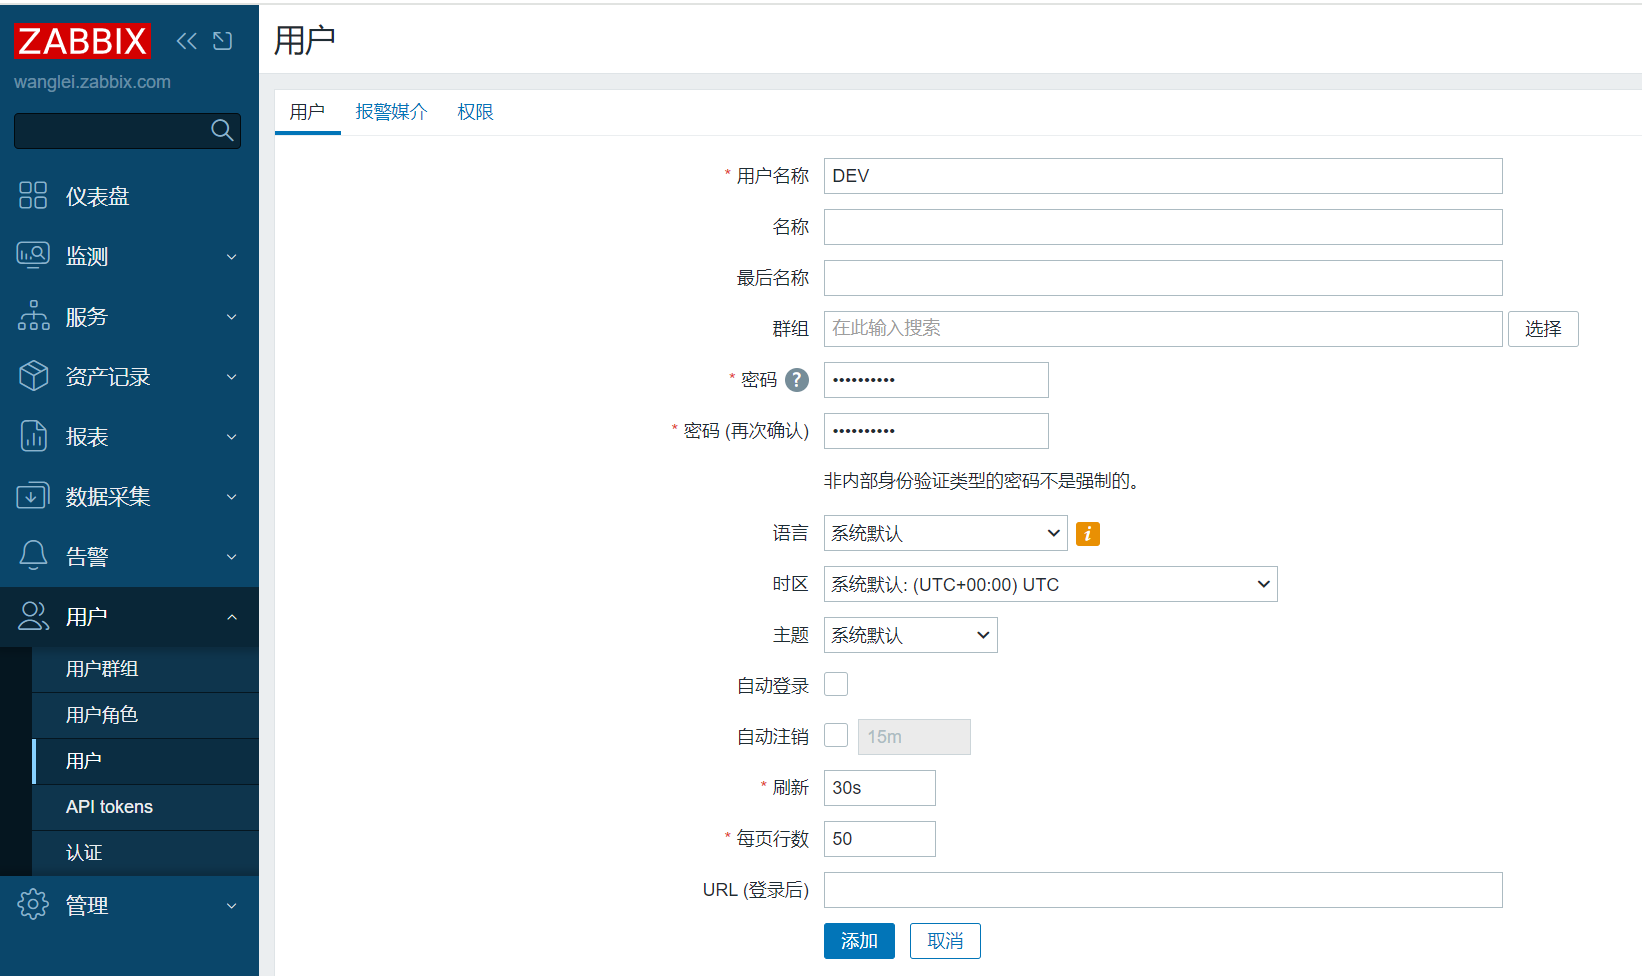 ZABBIX
wanglei.zabbix.com
仪表盘
监测
服务
资产记录
报表
数据采集
告警
用户
用户群组
用户角色
用户
API tokens
认证
管理
用户
用户 报警媒介 权限
* 用户名称 DEV
名称
最后名称
群组 在此输入搜索 选择
* 密码 ? ••••••••••
* 密码 (再次确认) ••••••••••
非内部身份验证类型的密码不是强制的。
语言 系统默认 i
时区 系统默认: (UTC+00:00) UTC
主题 系统默认
自动登录
自动注销 15m
* 刷新 30s
* 每页行数 50
URL (登录后)
添加 取消